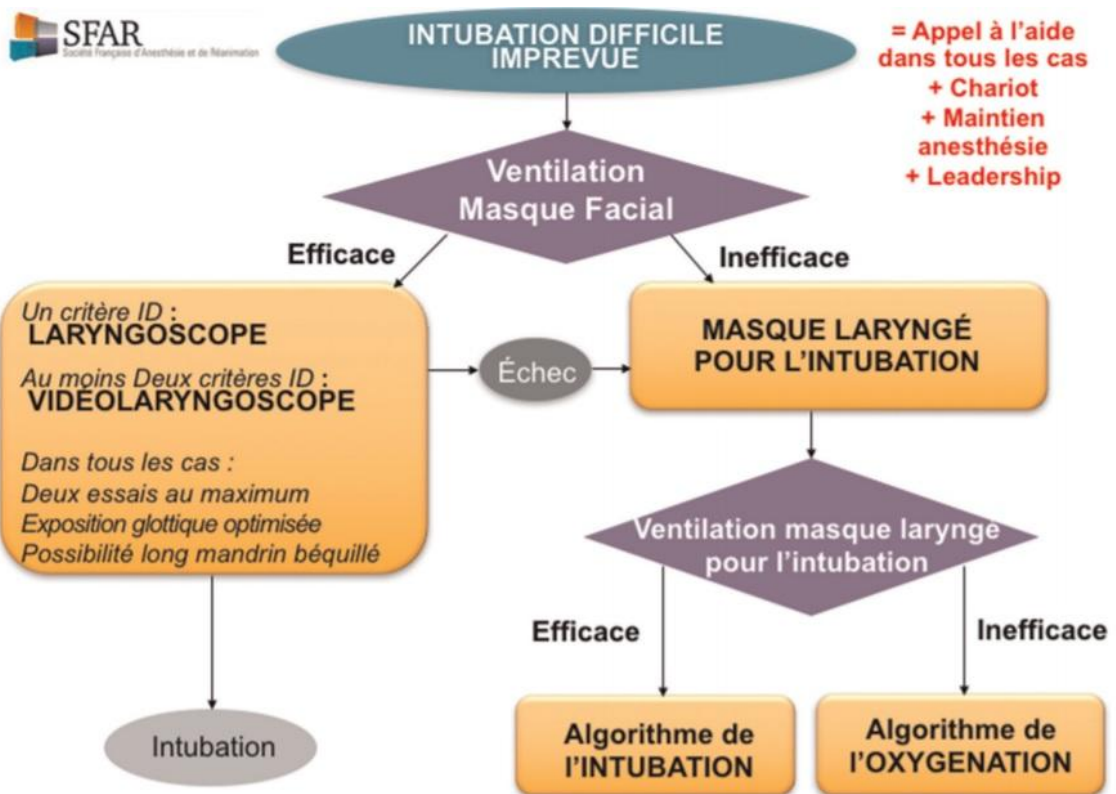 SFAR
Société Française d'Anesthésie et de Réanimation
INTUBATION DIFFICILE
IMPREVUE
= Appel à l'aide
dans tous les cas
+ Chariot
+ Maintien
anesthésie
+ Leadership
Ventilation
Masque Facial
Efficace
Inefficace
Un critère ID :
LARYNGOSCOPE
Au moins Deux critères ID :
VIDÉOLARYNGOSCOPE
Dans tous les cas :
Deux essais au maximum
Exposition glottique optimisée
Possibilité long mandrin béquillé
Échec
MASQUE LARYNGÉ
POUR L'INTUBATION
Ventilation masque laryngé
pour l'intubation
Efficace
Inefficace
Intubation
Algorithme de
l'INTUBATION
Algorithme de
l'OXYGENATION